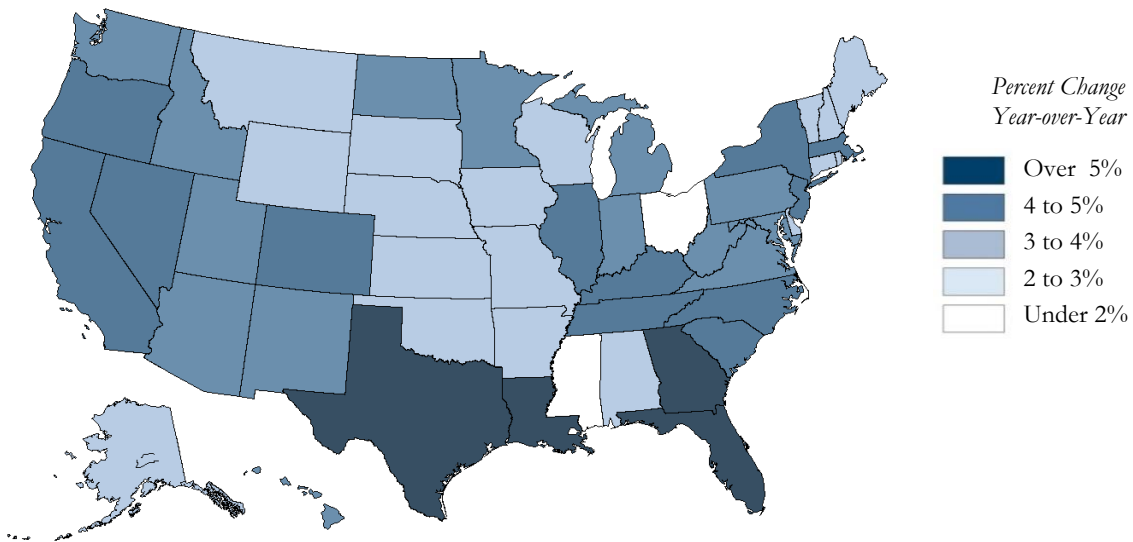 Percent Change
Year-over-Year
Over 5%
4 to 5%
3 to 4%
2 to 3%
Under 2%